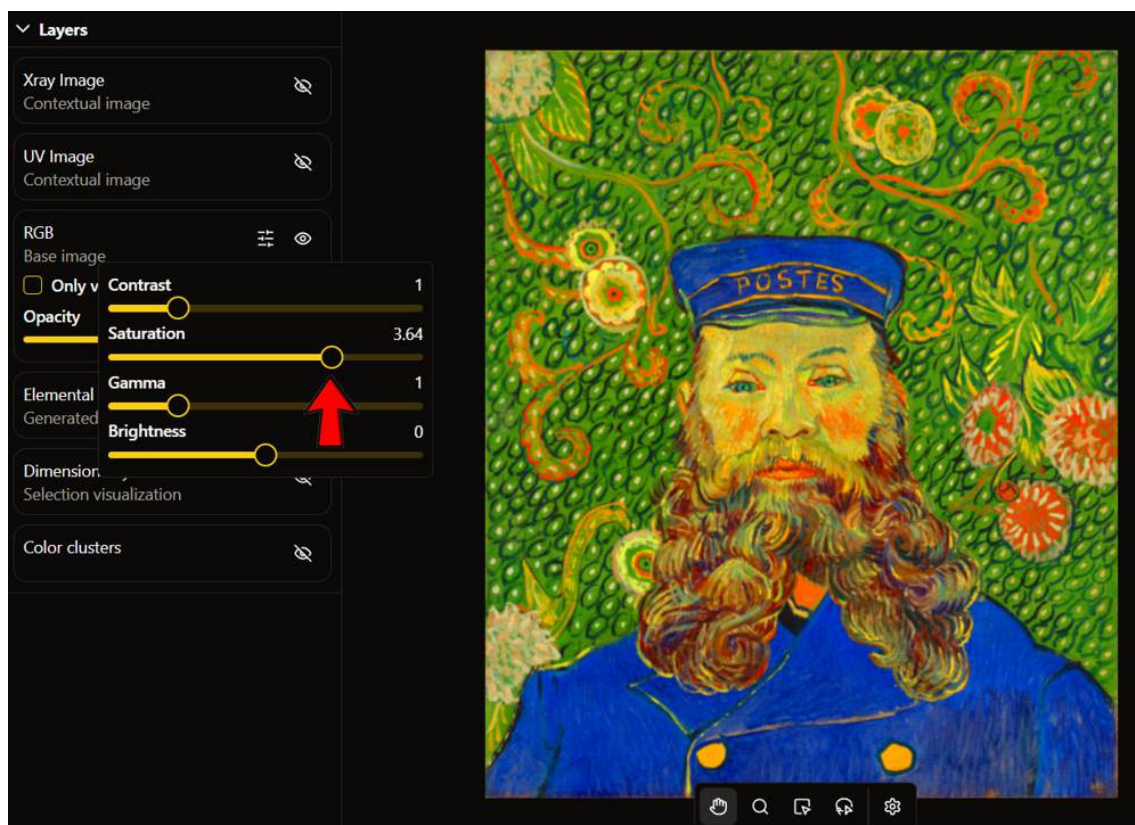 Layers
Xray Image
Contextual image
UV Image
Contextual image
RGB
Base image
Only v
Contrast 1
Opacity
Saturation 3.64
Gamma 1
Elemental
Generated
Brightness 0
Dimension
Selection visualization
Color clusters
POSTES